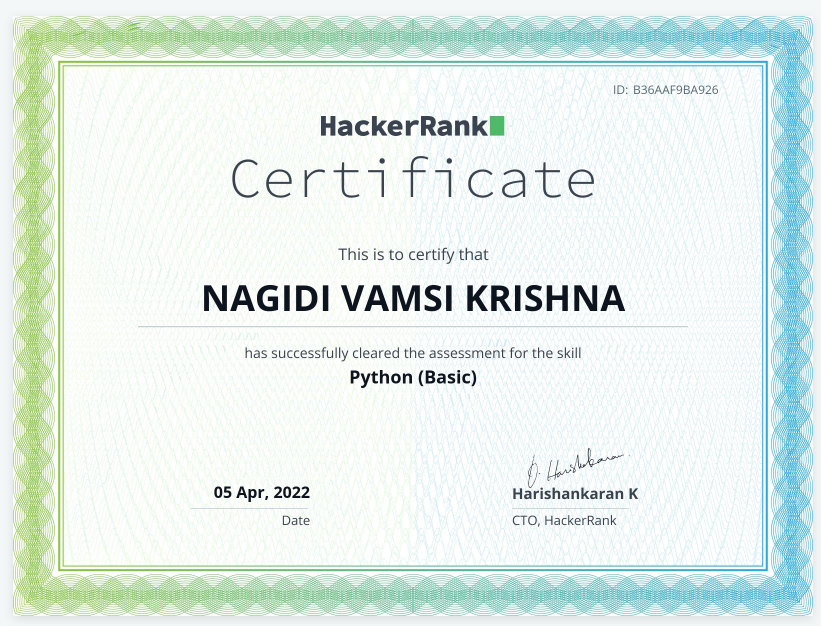 ID: B36AAF9BA926
HackerRank
Certificate
This is to certify that
NAGIDI VAMSI KRISHNA
has successfully cleared the assessment for the skill
Python (Basic)
05 Apr, 2022
Date
Harishankaran K
CTO, HackerRank